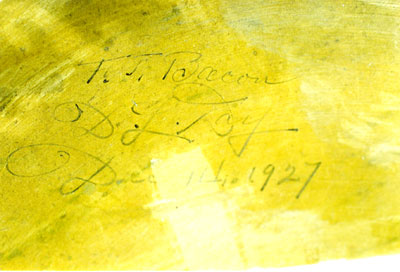 F. T. Bacon
D. L. Toy
Dec 14, 1927